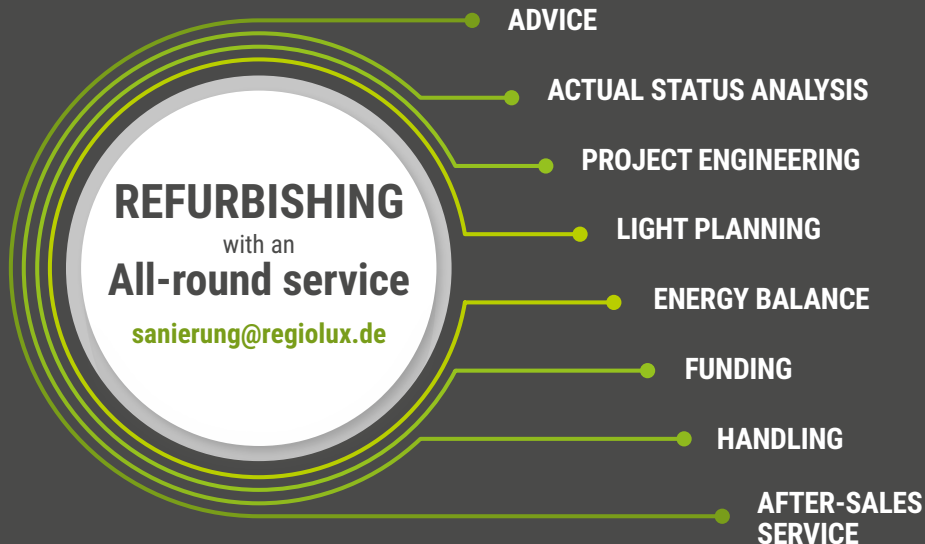 ADVICE
ACTUAL STATUS ANALYSIS
PROJECT ENGINEERING
REFURBISHING
with an
All-round service
sanierung@regiolux.de
LIGHT PLANNING
ENERGY BALANCE
FUNDING
HANDLING
AFTER-SALES
SERVICE